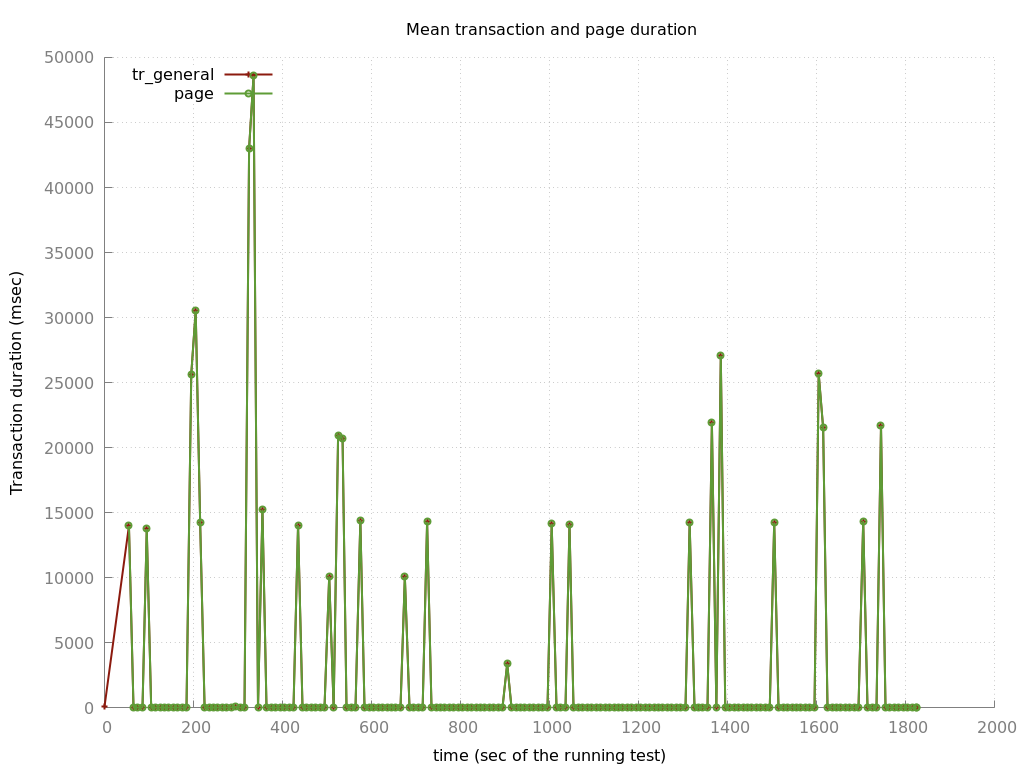 Mean transaction and page duration
50000
45000
40000
35000
30000
25000
20000
15000
10000
5000
0
Transaction duration (msec)
tr_general
page
0 200 400 600 800 1000 1200 1400 1600 1800 2000
time (sec of the running test)